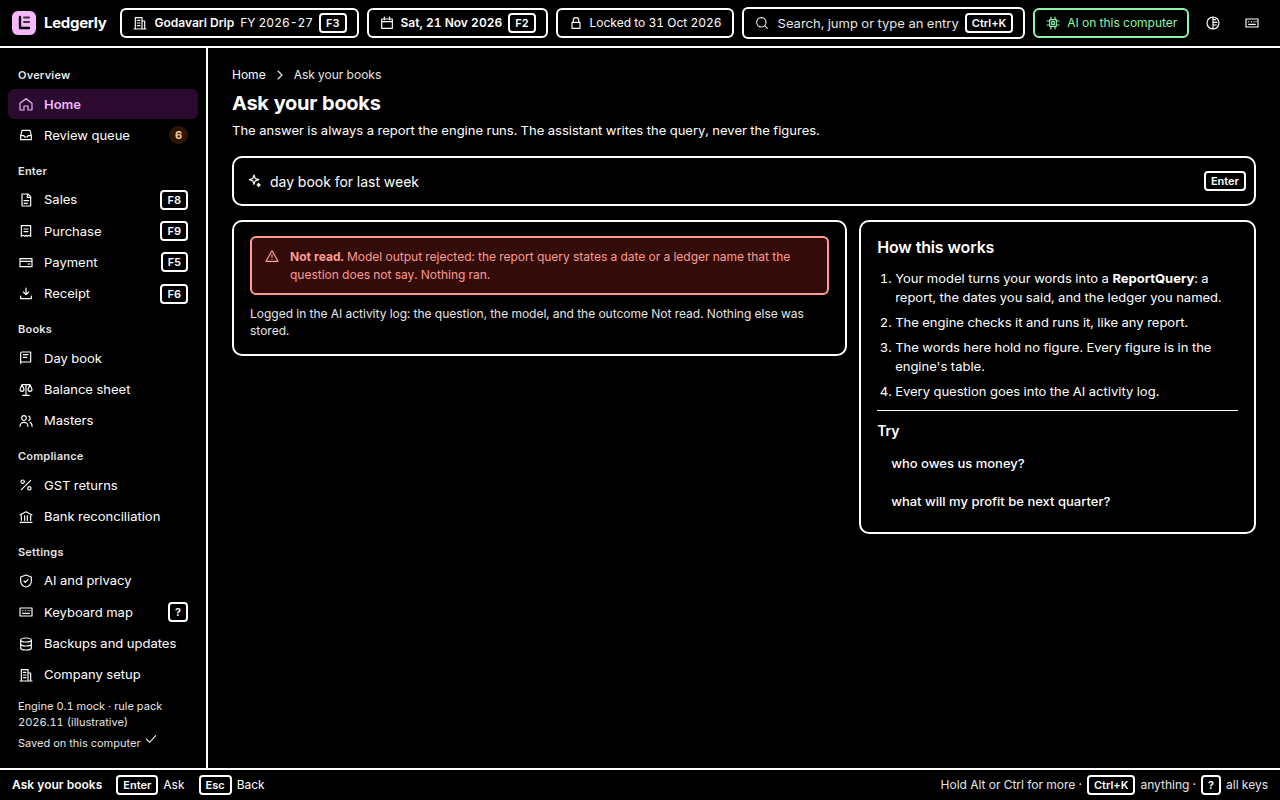 Ledgerly
Godavari Drip FY 2026-27 F3
Sat, 21 Nov 2026 F2
Locked to 31 Oct 2026
Search, jump or type an entry Ctrl+K
AI on this computer
Overview
Home
Review queue 6
Enter
Sales F8
Purchase F9
Payment F5
Receipt F6
Books
Day book
Balance sheet
Masters
Compliance
GST returns
Bank reconciliation
Settings
AI and privacy
Keyboard map ?
Backups and updates
Company setup
Engine 0.1 mock · rule pack
2026.11 (illustrative)
Saved on this computer
Home > Ask your books
Ask your books
The answer is always a report the engine runs. The assistant writes the query, never the figures.
day book for last week Enter
Not read. Model output rejected: the report query states a date or a ledger name that the
question does not say. Nothing ran.
Logged in the AI activity log: the question, the model, and the outcome Not read. Nothing else was
stored.
How this works
1. Your model turns your words into a ReportQuery: a
report, the dates you said, and the ledger you named.
2. The engine checks it and runs it, like any report.
3. The words here hold no figure. Every figure is in the
engine's table.
4. Every question goes into the AI activity log.
Try
who owes us money?
what will my profit be next quarter?
Ask your books Enter Ask Esc Back
Hold Alt or Ctrl for more · Ctrl+K anything · ? all keys